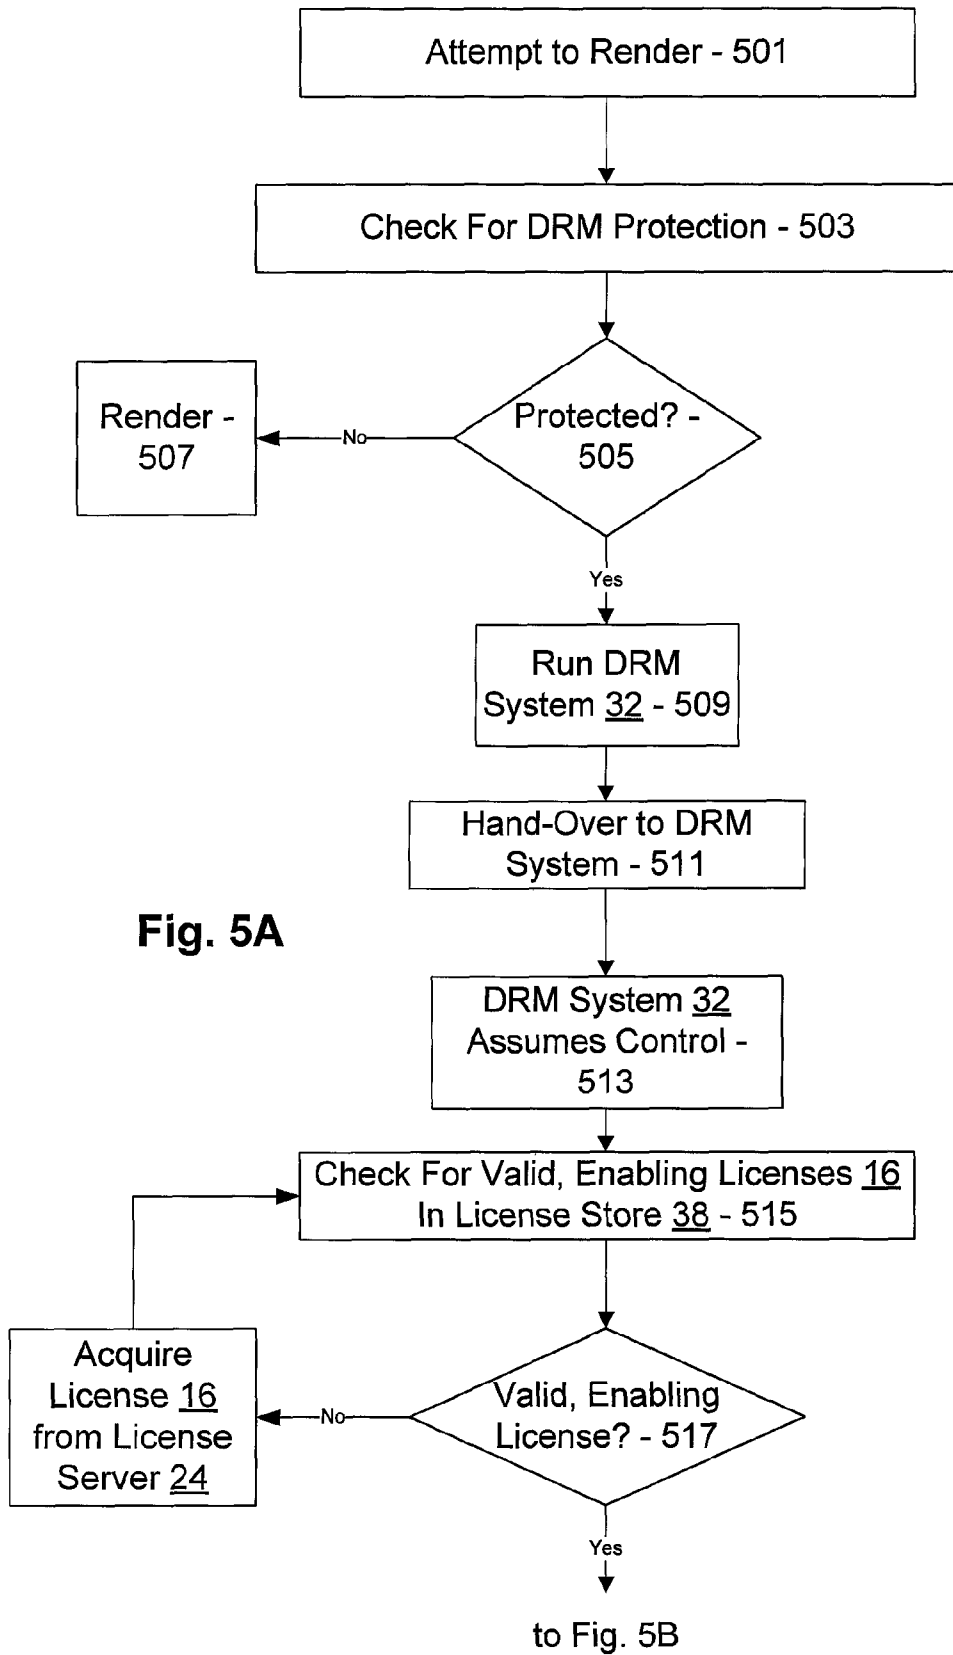 Attempt to Render - 501
Check For DRM Protection - 503
Render -
507
No
Protected? -
505
Yes
Run DRM
System 32 - 509
Hand-Over to DRM
System - 511
Fig. 5A
DRM System 32
Assumes Control -
513
Check For Valid, Enabling Licenses 16
In License Store 38 - 515
Acquire
License 16
from License
Server 24
No
Valid, Enabling
License? - 517
Yes
to Fig. 5B